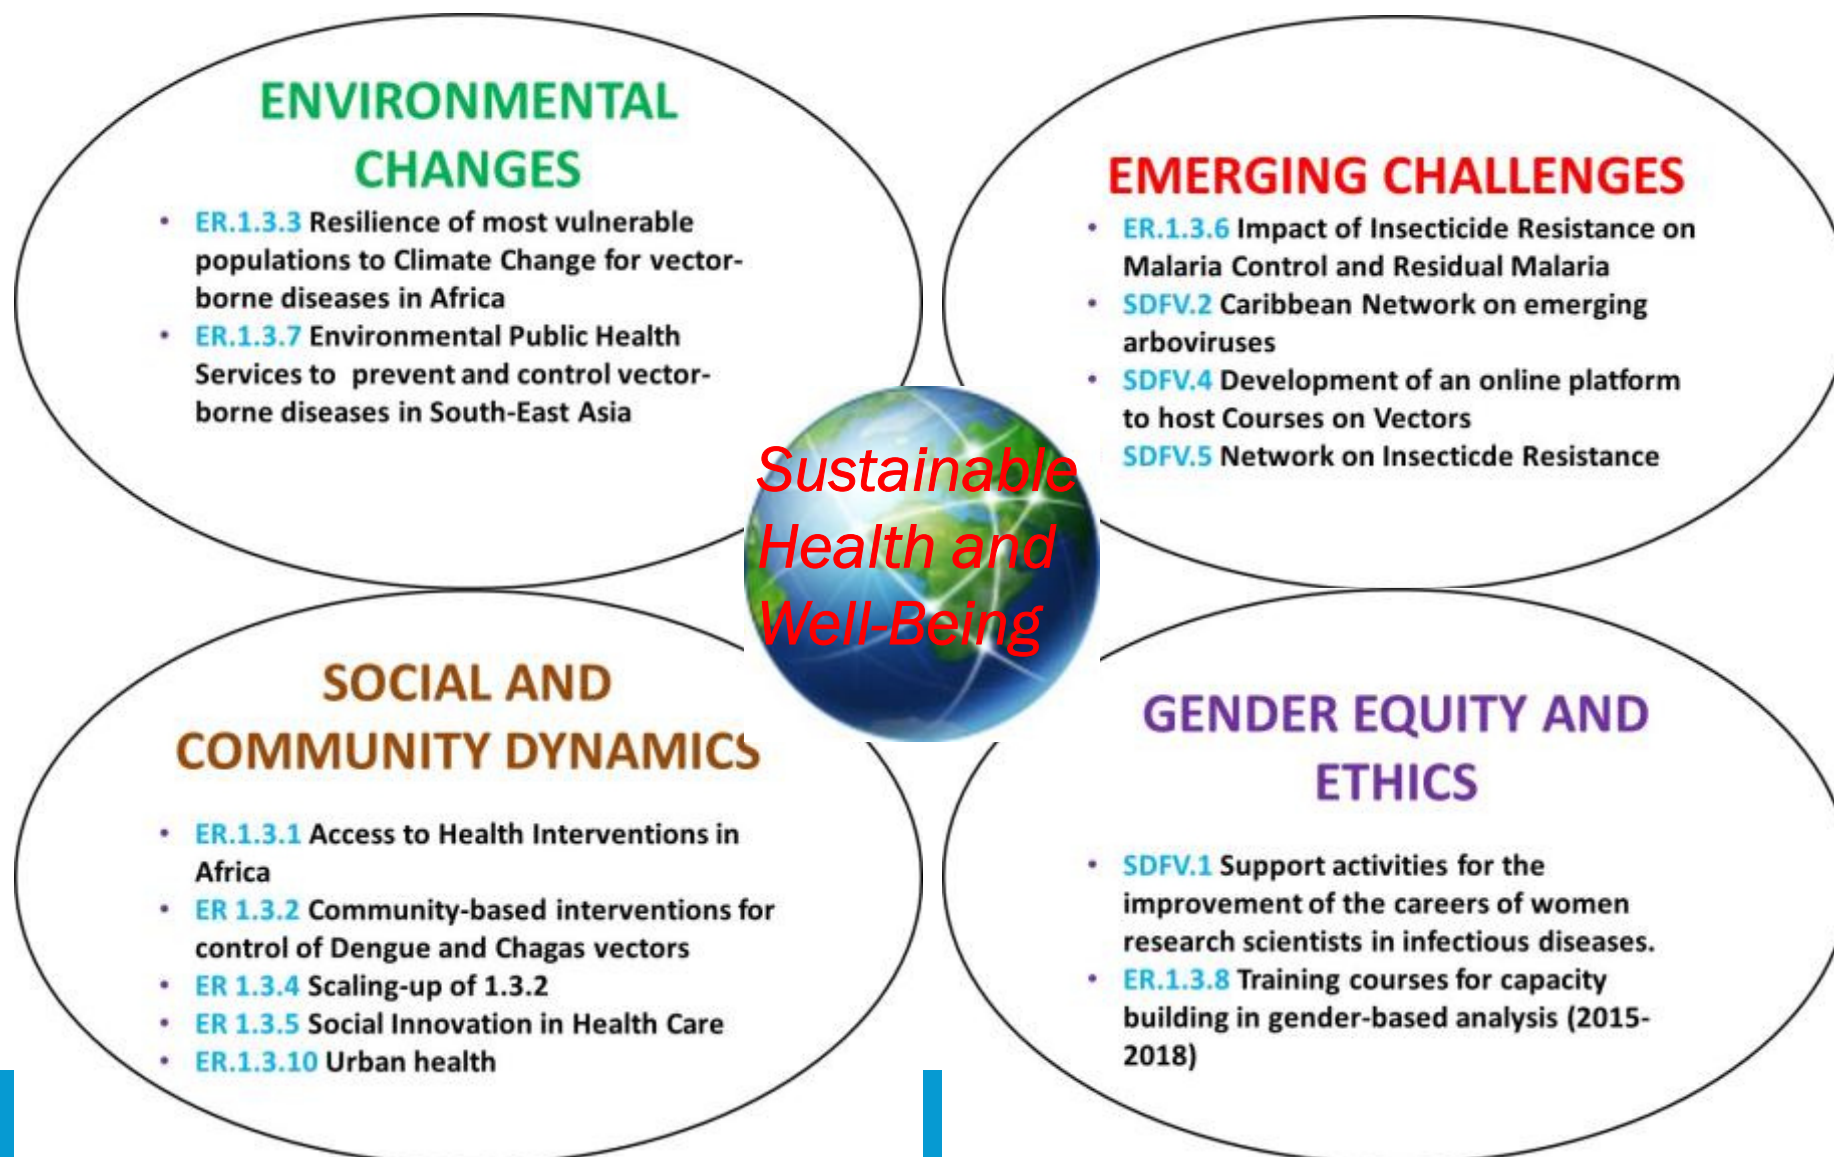 ENVIRONMENTAL
CHANGES
• ER.1.3.3 Resilience of most vulnerable
populations to Climate Change for vector-
borne diseases in Africa
• ER.1.3.7 Environmental Public Health
Services to prevent and control vector-
borne diseases in South-East Asia
EMERGING CHALLENGES
• ER.1.3.6 Impact of Insecticide Resistance on
Malaria Control and Residual Malaria
• SDFV.2 Caribbean Network on emerging
arboviruses
• SDFV.4 Development of an online platform
to host Courses on Vectors
SDFV.5 Network on Insecticde Resistance
Sustainable
Health and
Well-Being
SOCIAL AND
COMMUNITY DYNAMICS
• ER.1.3.1 Access to Health Interventions in
Africa
• ER 1.3.2 Community-based interventions for
control of Dengue and Chagas vectors
• ER 1.3.4 Scaling-up of 1.3.2
• ER 1.3.5 Social Innovation in Health Care
• ER.1.3.10 Urban health
GENDER EQUITY AND
ETHICS
• SDFV.1 Support activities for the
improvement of the careers of women
research scientists in infectious diseases.
• ER.1.3.8 Training courses for capacity
building in gender-based analysis (2015-
2018)